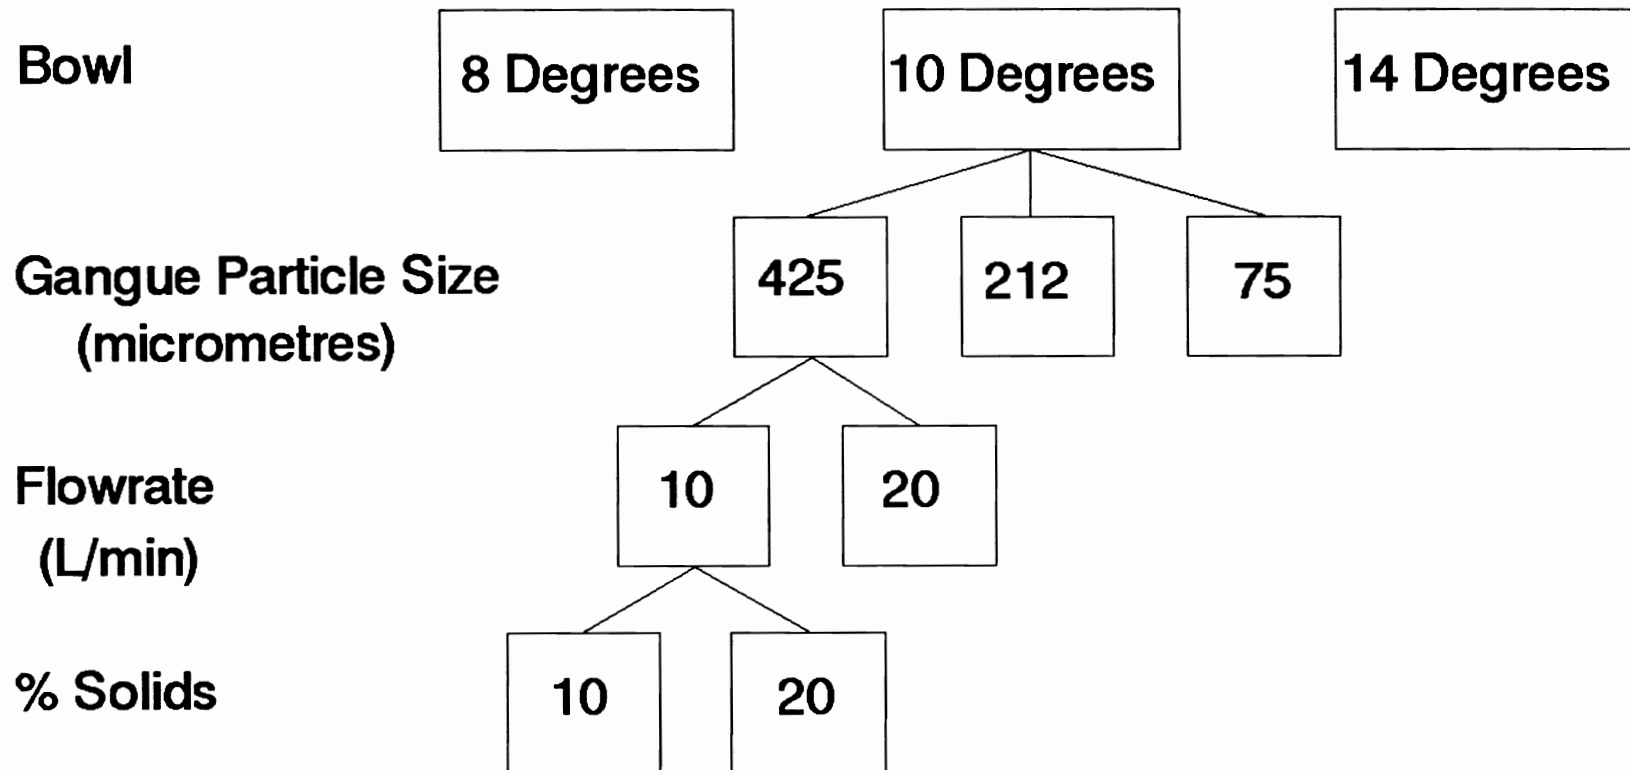 Bowl
8 Degrees
10 Degrees
14 Degrees
Gangue Particle Size
(micrometres)
425
212
75
Flowrate
(L/min)
10
20
% Solids
10
20